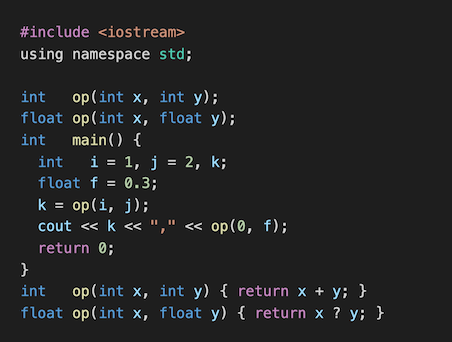 #include <iostream>
using namespace std;
int   op(int x, int y);
float op(int x, float y);
int   main() {
  int   i = 1, j = 2, k;
  float f = 0.3;
  k = op(i, j);
  cout << k << "," << op(0, f);
  return 0;
}
int   op(int x, int y) { return x + y; }
float op(int x, float y) { return x ? y; }